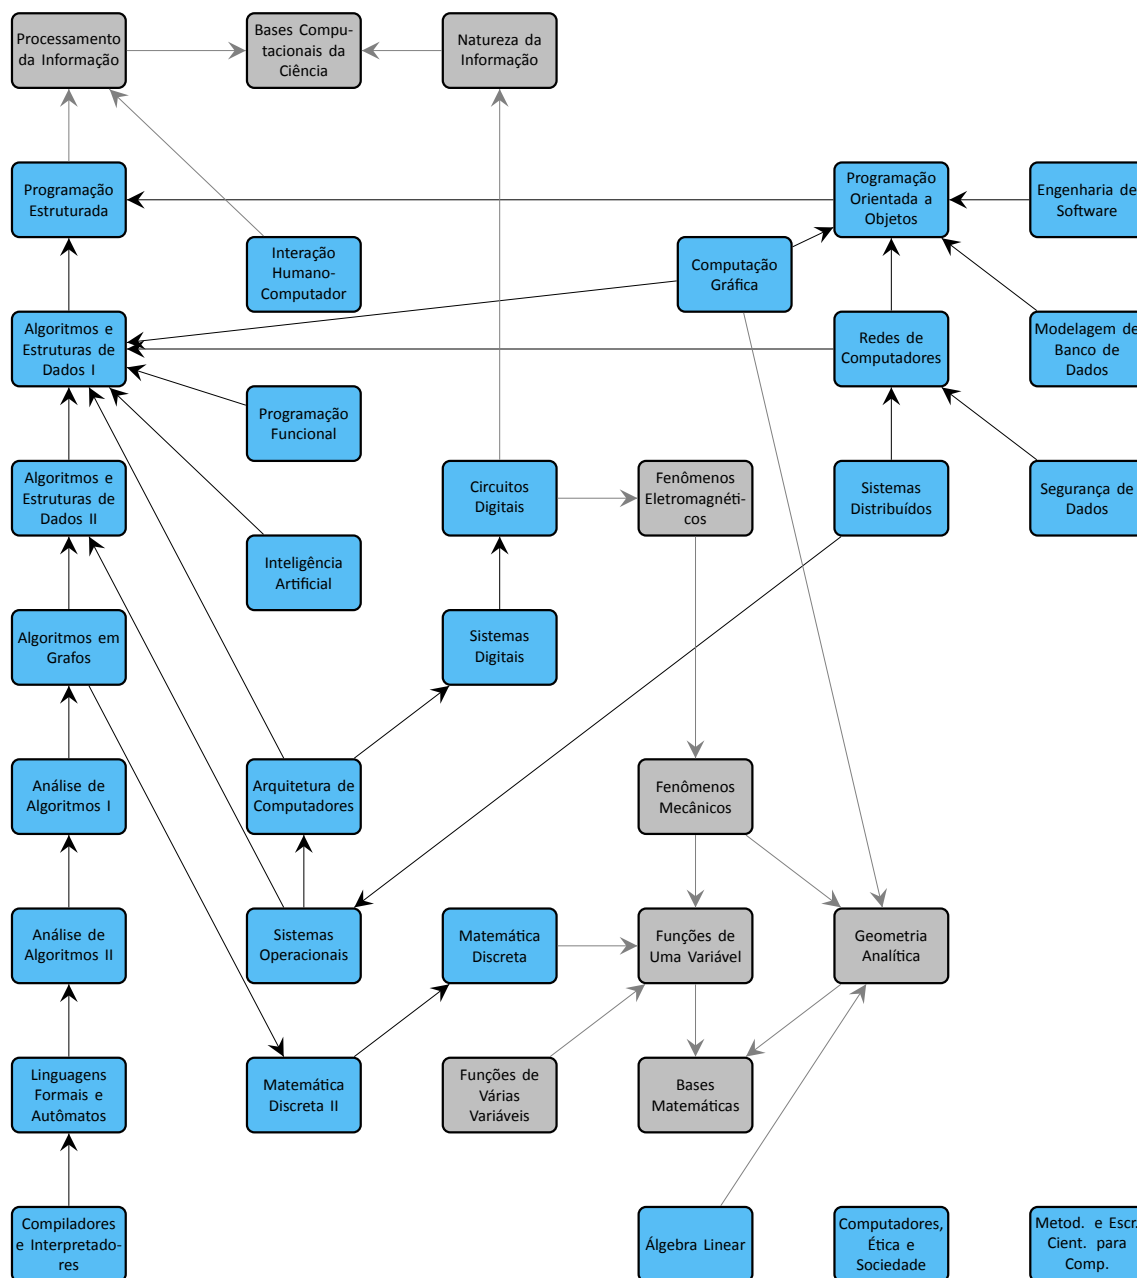 Processamento
da Informação
Bases Compu-
tacionais da
Ciência
Natureza da
Informação
Programação
Estruturada
Programação
Orientada a
Objetos
Engenharia de
Software
Interação
Humano-
Computador
Computação
Gráfica
Algoritmos e
Estruturas de
Dados I
Redes de
Computadores
Modelagem de
Banco de
Dados
Programação
Funcional
Algoritmos e
Estruturas de
Dados II
Circuitos
Digitais
Fenômenos
Eletromagnéti-
cos
Sistemas
Distribuídos
Segurança de
Dados
Inteligência
Artificial
Algoritmos em
Grafos
Sistemas
Digitais
Análise de
Algoritmos I
Arquitetura de
Computadores
Fenômenos
Mecânicos
Análise de
Algoritmos II
Sistemas
Operacionais
Matemática
Discreta
Funções de
Uma Variável
Geometria
Analítica
Linguagens
Formais e
Autômatos
Matemática
Discreta II
Funções de
Várias
Variáveis
Bases
Matemáticas
Compiladores
e Interpretado-
res
Álgebra Linear
Computadores,
Ética e
Sociedade
Metod. e Escr.
Cient. para
Comp.